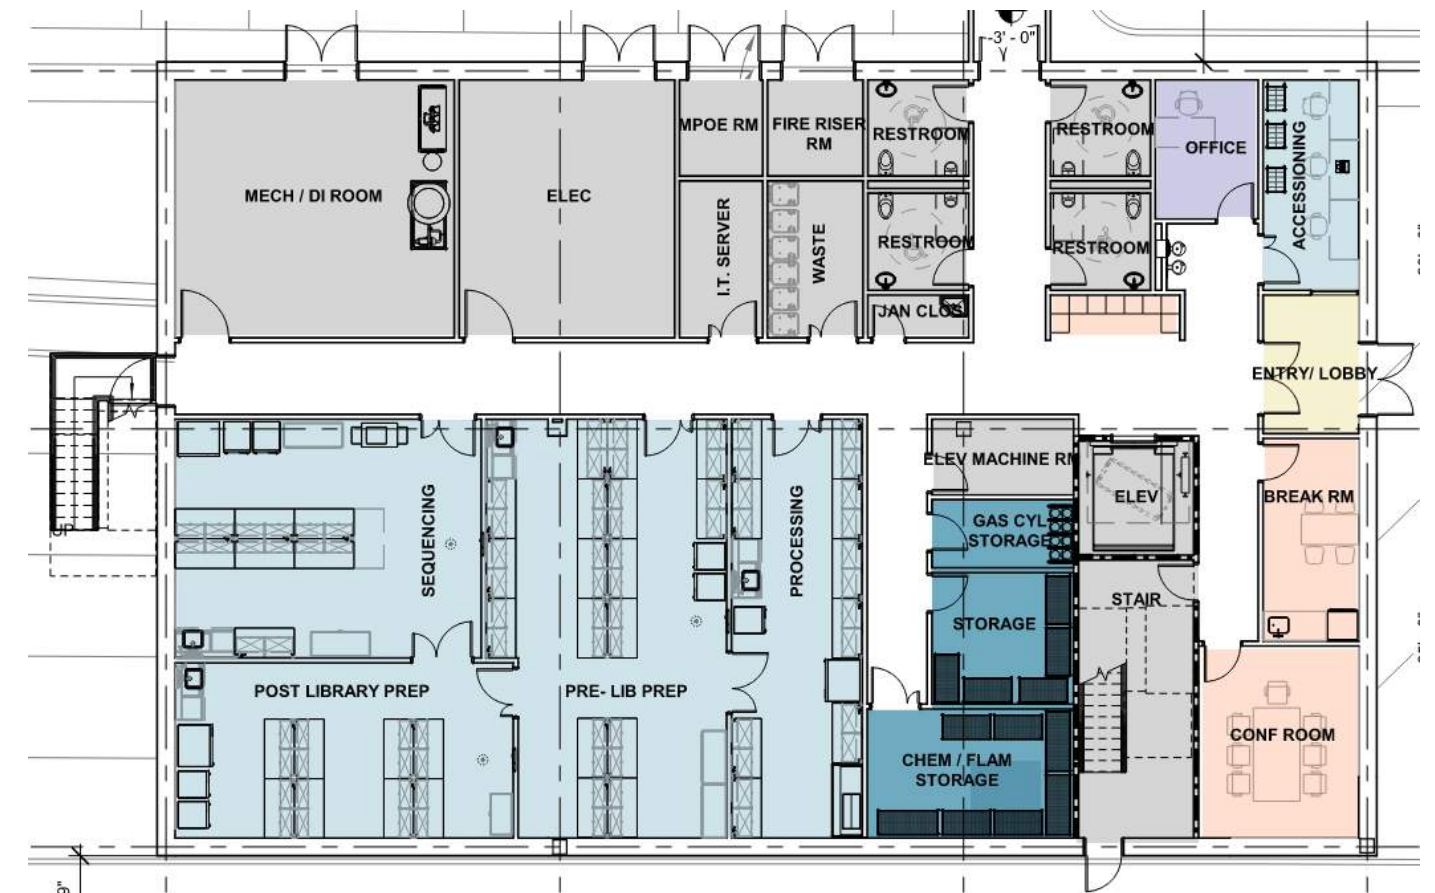 -3' - 0"
MPOE RM
FIRE RISER
RM
RESTROOM
RESTROOM
OFFICE
ACCESSIONING
MECH / DI ROOM
ELEC
I.T. SERVER
WASTE
RESTROOM
RESTROOM
JAN CLOS
ENTRY/ LOBBY
ELEV MACHINE RM
ELEV
BREAK RM
GAS CYL
STORAGE
UP
SEQUENCING
PROCESSING
STAIR
STORAGE
POST LIBRARY PREP
PRE- LIB PREP
CONF ROOM
CHEM / FLAM
STORAGE